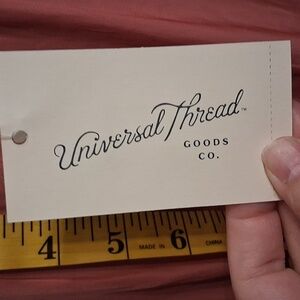 Universal Thread™
GOODS
CO.
4 5 MADE IN 6 CHINA